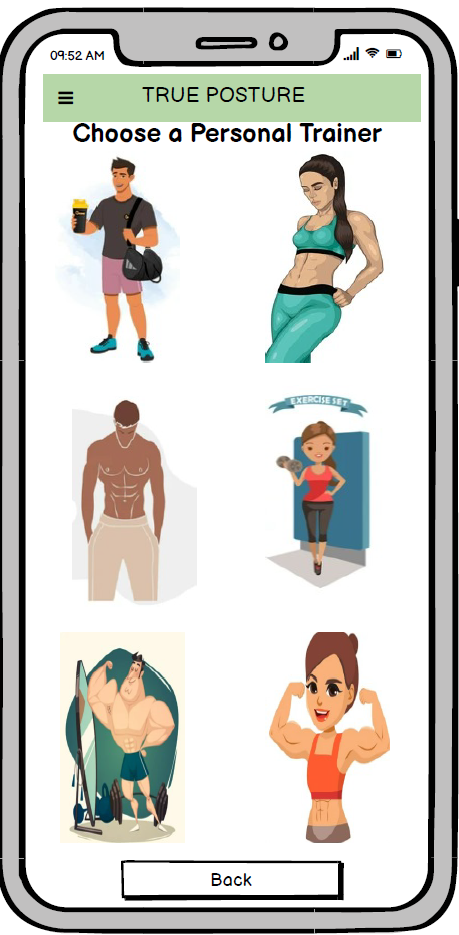 09:52 AM
TRUE POSTURE
Choose a Personal Trainer
EXERCISE SET
Back